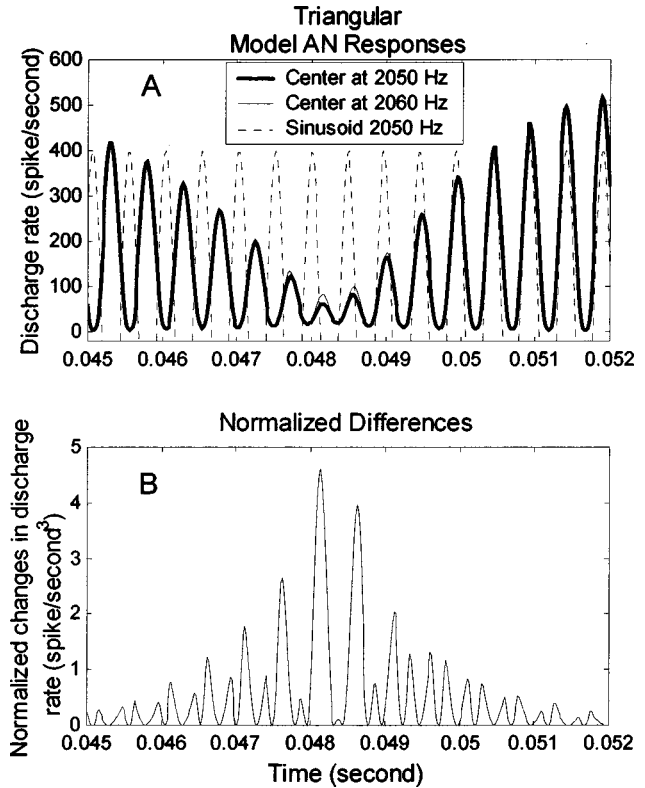 Triangular
Model AN Responses
Discharge rate (spike/second)
600
500
400
300
200
100
0
A
Center at 2050 Hz
Center at 2060 Hz
Sinusoid 2050 Hz
0.045 0.046 0.047 0.048 0.049 0.05 0.051 0.052
Normalized Differences
Normalized changes in discharge
rate (spike/second³)
5
4
3
2
1
0
B
0.045 0.046 0.047 0.048 0.049 0.05 0.051 0.052
Time (second)